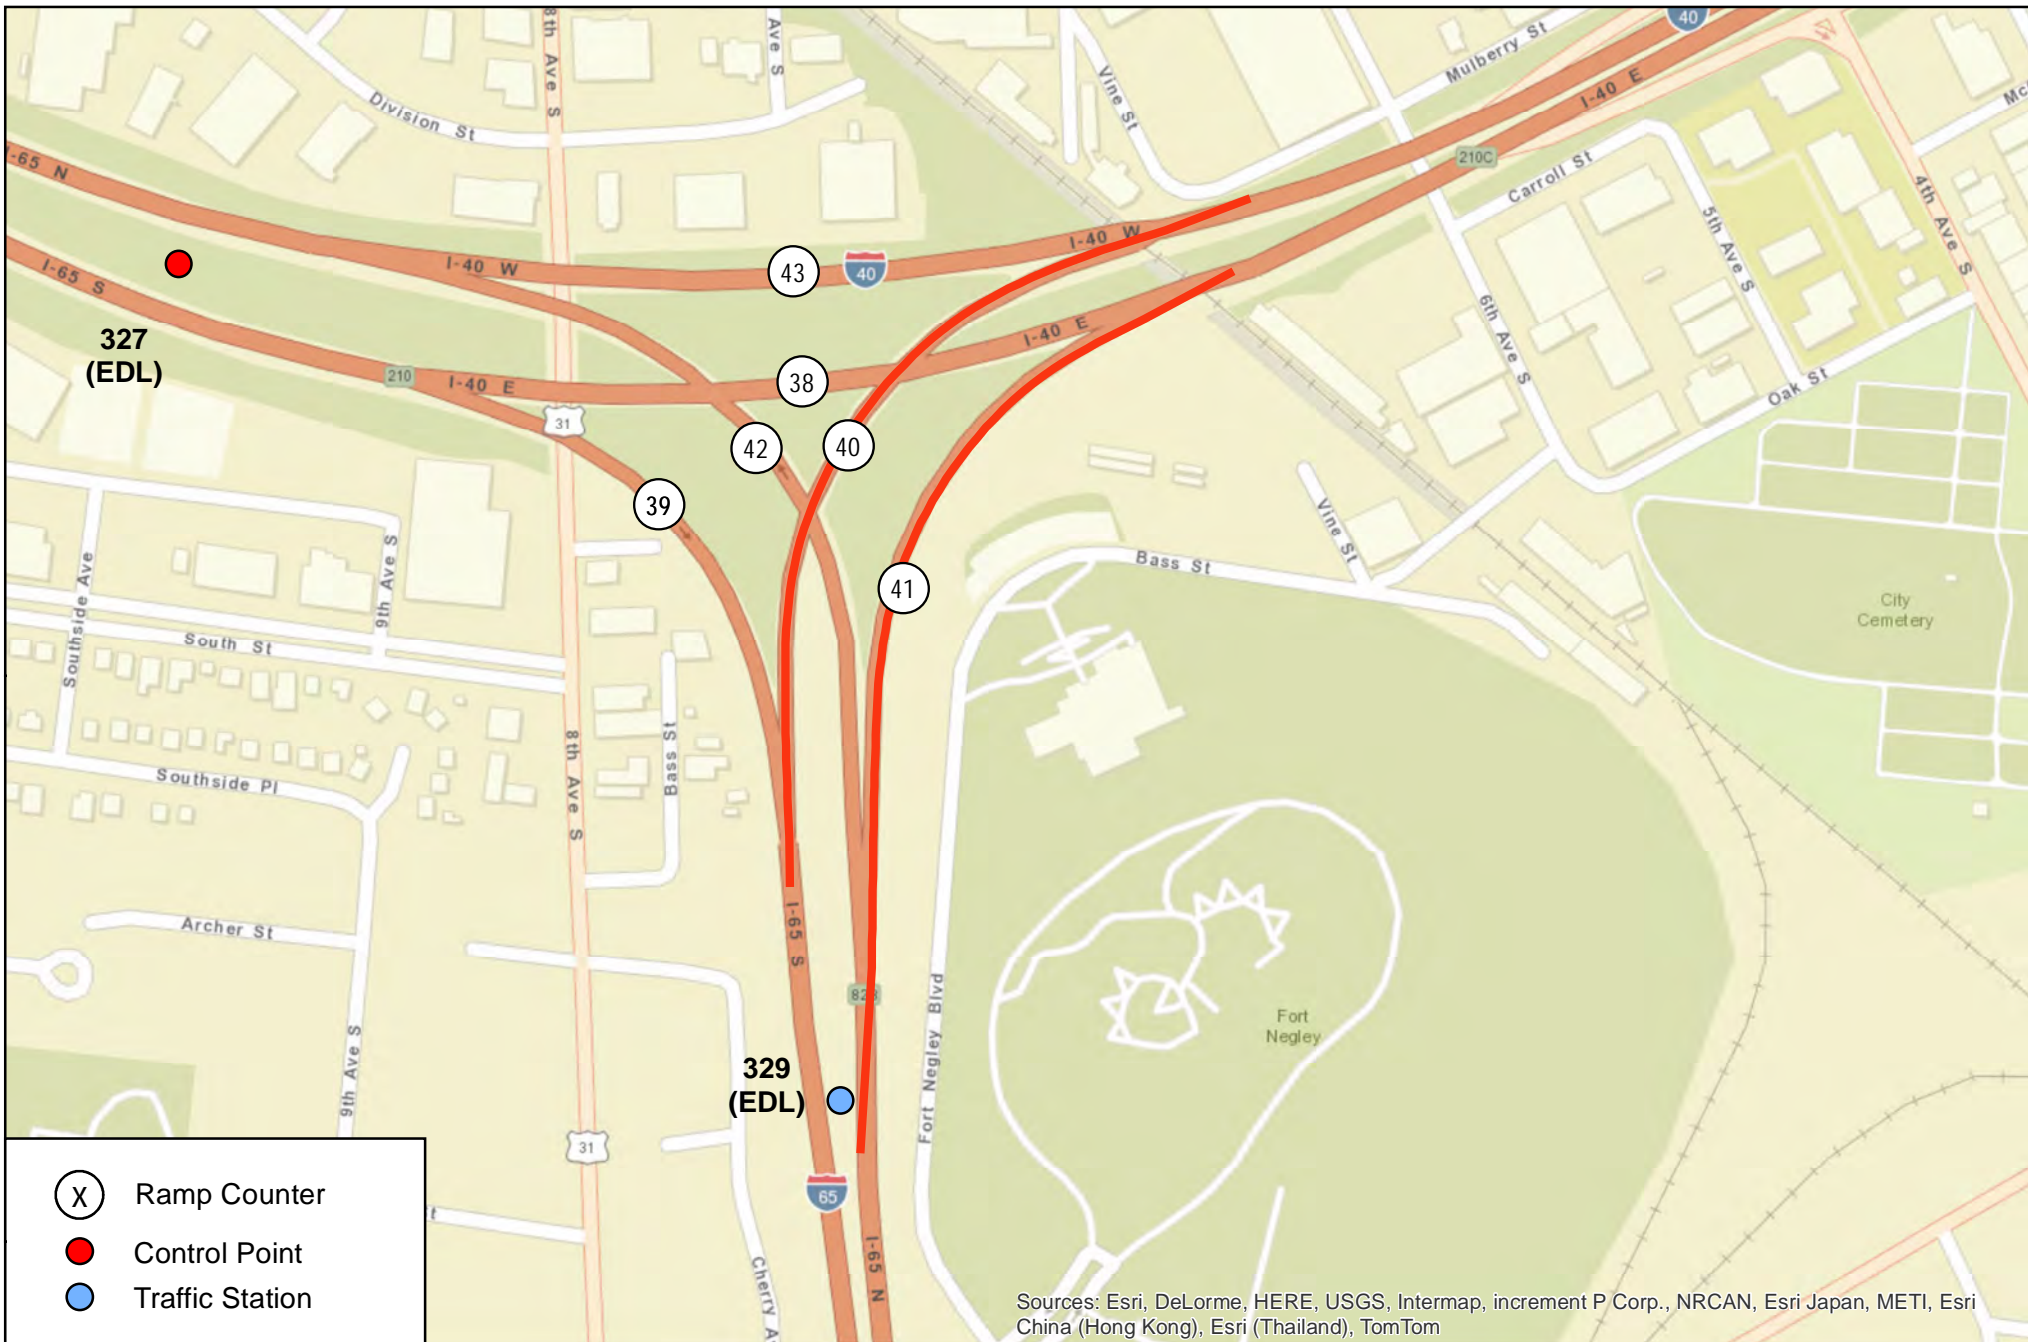 8th Ave S
Ave S
Vine St
Mulberry St
40
I-40 E
Division St
210C
Carroll St
4th Ave S
5th Ave S
6th Ave S
-65 N
I-40 W
43
40
I-40 W
I-65 S
327
(EDL)
210
I-40 E
31
38
I-40 E
Oak St
42
40
39
41
Vine St
Bass St
City
Cemetery
Southside Ave
9th Ave S
South St
8th Ave S
Bass St
Southside Pl
Archer St
I-65 S
9th Ave S
Fort Negley Blvd
Fort
Negley
329
(EDL)
31
65
I-65 N
Cherry A
X
Ramp Counter
Control Point
Traffic Station
Sources: Esri, DeLorme, HERE, USGS, Intermap, increment P Corp., NRCAN, Esri Japan, METI, Esri
China (Hong Kong), Esri (Thailand), TomTom